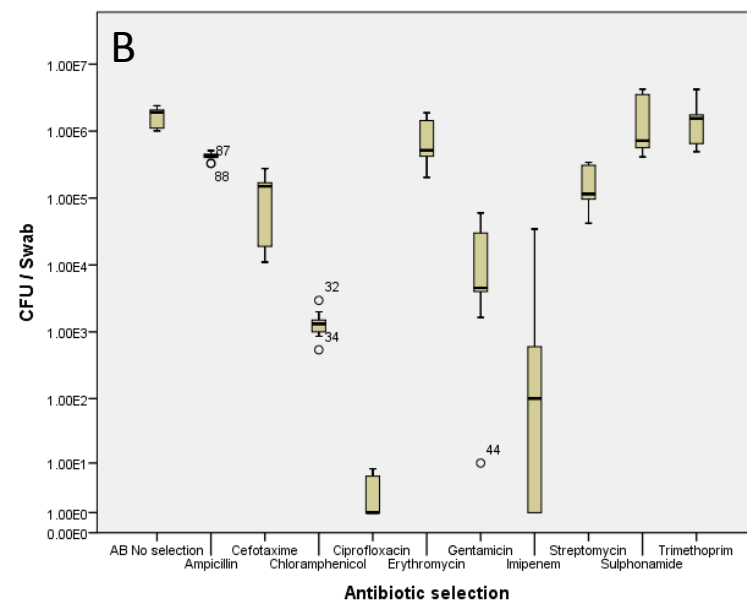 B
1.00E7
1.00E6
1.00E5
1.00E4
1.00E3
1.00E2
1.00E1
1.00E0
0.00E0
CFU / Swab
87
88
32
34
44
AB No selection
Ampicillin
Cefotaxime
Chloramphenicol
Ciprofloxacin
Erythromycin
Gentamicin
Imipenem
Streptomycin
Sulphonamide
Trimethoprim
Antibiotic selection